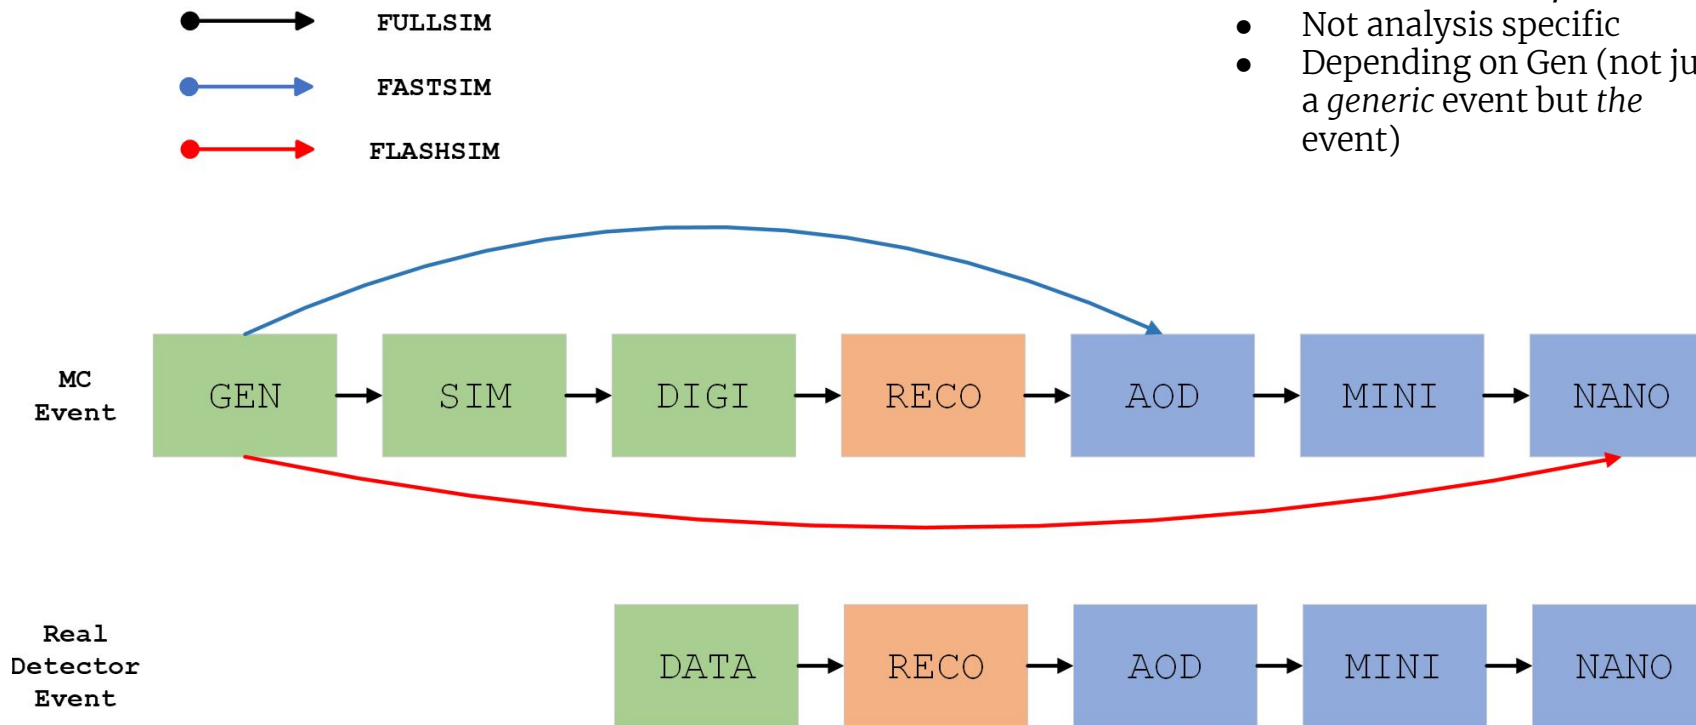 FULLSIM
FASTSIM
FLASHSIM
● Not analysis specific
● Depending on Gen (not ju
a generic event but the
event)
MC
Event
GEN
SIM
DIGI
RECO
AOD
MINI
NANO
Real
Detector
Event
DATA
RECO
AOD
MINI
NANO